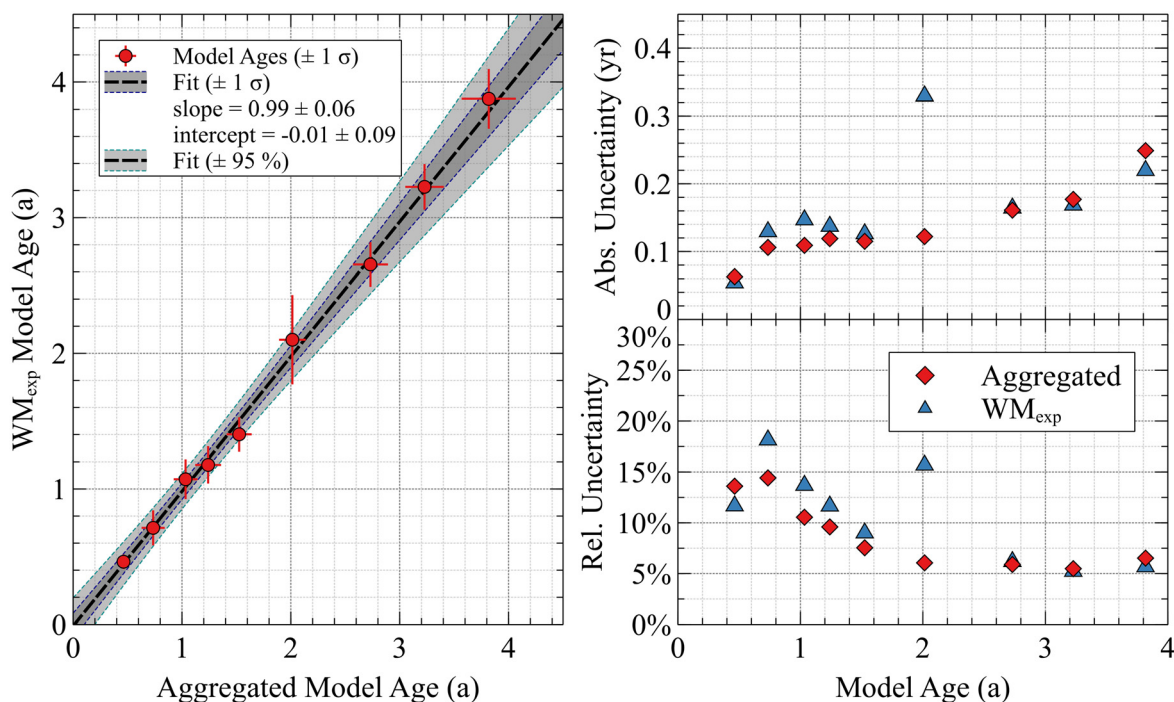 WM_exp Model Age (a)
4
3
2
1
0
Model Ages (± 1 σ)
Fit (± 1 σ)
slope = 0.99 ± 0.06
intercept = -0.01 ± 0.09
Fit (± 95 %)
0 1 2 3 4
Aggregated Model Age (a)
Abs. Uncertainty (yr)
0.4
0.3
0.2
0.1
0
Rel. Uncertainty
30%
25%
20%
15%
10%
5%
0%
Aggregated
WM_exp
0 1 2 3 4
Model Age (a)